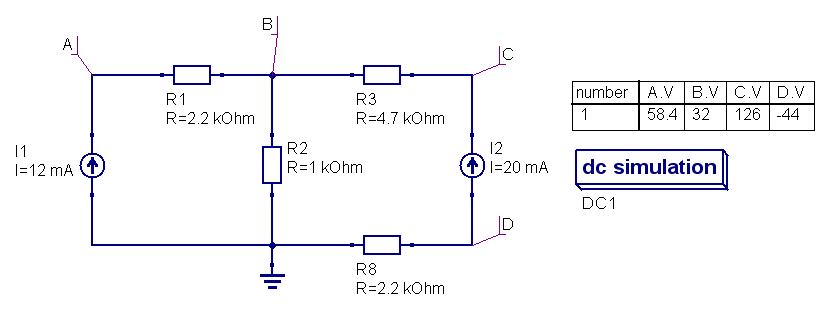 A
B
C
R1
R=2.2 kOhm
R3
R=4.7 kOhm
number A.V B.V C.V D.V
1 58.4 32 126 -44
I1
I=12 mA
R2
R=1 kOhm
I2
I=20 mA
dc simulation
DC1
D
R8
R=2.2 kOhm